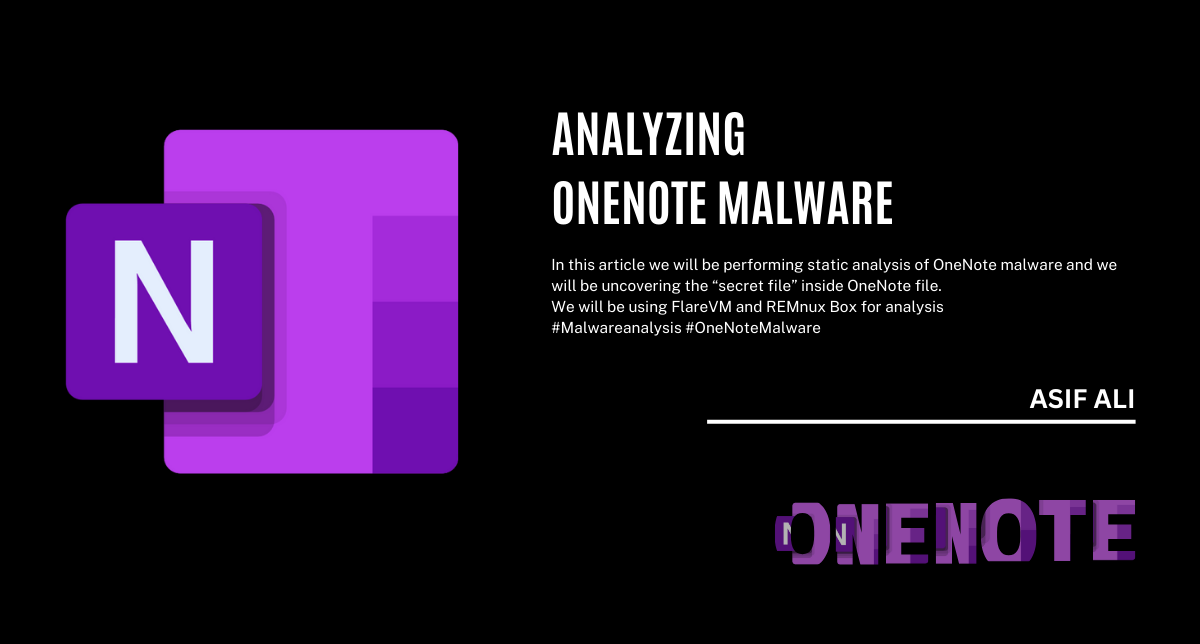 N
ANALYZING
ONENOTE MALWARE
In this article we will be performing static analysis of OneNote malware and we
will be uncovering the “secret file” inside OneNote file.
We will be using FlareVM and REMnux Box for analysis
#Malwareanalysis #OneNoteMalware
ASIF ALI
ONENOTE